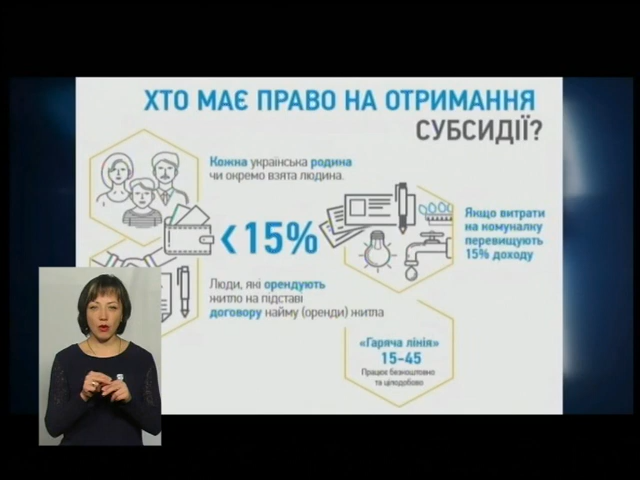 ХТО МАЄ ПРАВО НА ОТРИМАННЯ
СУБСИДІЇ?
Кожна українська родина
чи окремо взята людина.
<15%
Якщо витрати
на комуналку
перевищують
15% доходу
Люди, які орендують
житло на підставі
договору найму (оренди) житла
«Гаряча лінія»
15-45
Працює безкоштовно
та цілодобово